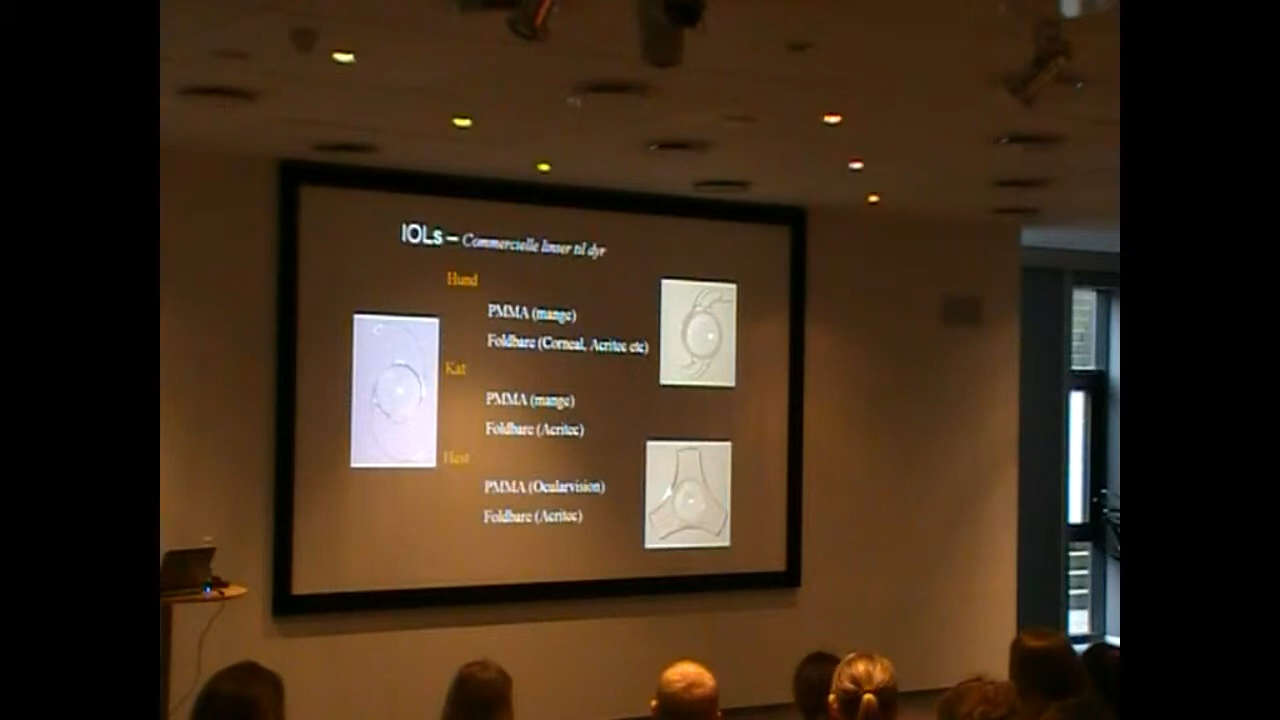 IOLs – Commercielle linser til dyr
Hund
PMMA (mange)
Foldbare (Corneal, Acritec etc)
Kat
PMMA (mange)
Foldbare (Acritec)
Hest
PMMA (Ocularvision)
Foldbare (Acritec)